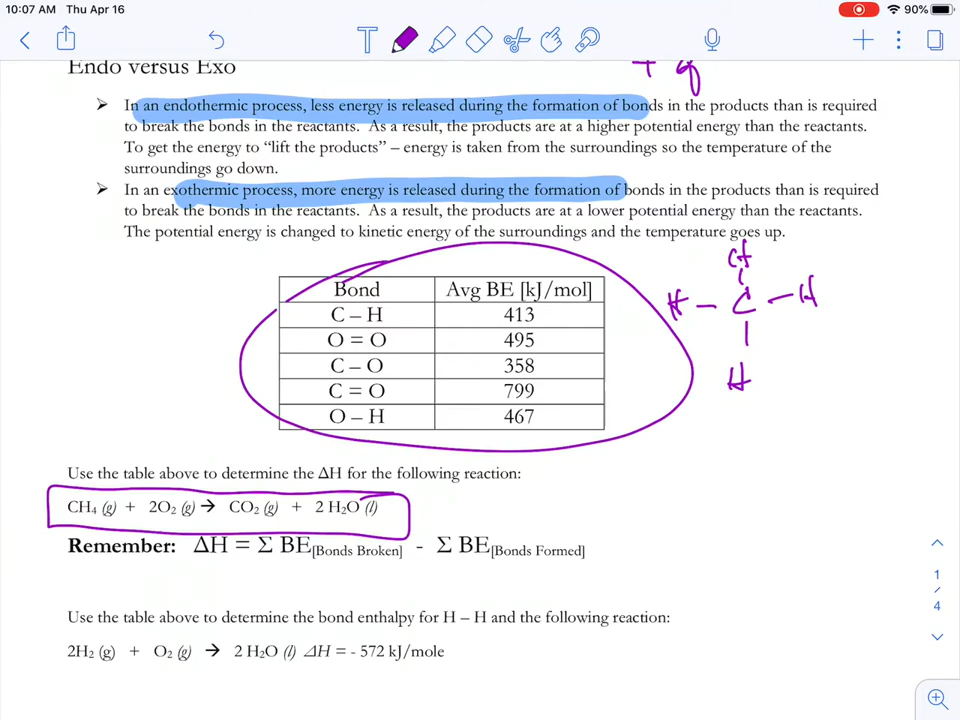 10:07 AM Thu Apr 16
90%
T
Endo versus Exo
+ q
➤ In an endothermic process, less energy is released during the formation of bonds in the products than is required
to break the bonds in the reactants. As a result, the products are at a higher potential energy than the reactants.
To get the energy to “lift the products” – energy is taken from the surroundings so the temperature of the
surroundings go down.
➤ In an exothermic process, more energy is released during the formation of bonds in the products than is required
to break the bonds in the reactants. As a result, the products are at a lower potential energy than the reactants.
The potential energy is changed to kinetic energy of the surroundings and the temperature goes up.
H – C – H
H
Bond Avg BE [kJ/mol]
C – H 413
O = O 495
C – O 358
C = O 799
O – H 467
Use the table above to determine the ΔH for the following reaction:
CH₄ (g) + 2O₂ (g) → CO₂ (g) + 2 H₂O (l)
Remember: ΔH = Σ BE[Bonds Broken] - Σ BE[Bonds Formed]
1
/
4
Use the table above to determine the bond enthalpy for H – H and the following reaction:
2H₂ (g) + O₂ (g) → 2 H₂O (l) ΔH = - 572 kJ/mole